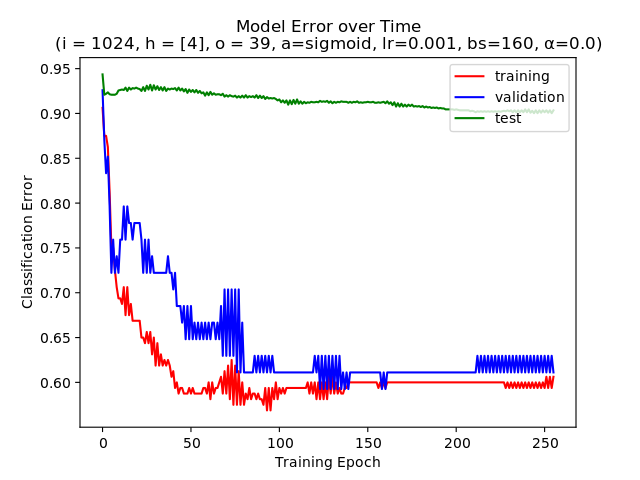 Model Error over Time
(i = 1024, h = [4], o = 39, a=sigmoid, lr=0.001, bs=160, α=0.0)
0.95
0.90
0.85
0.80
0.75
0.70
0.65
0.60
Classification Error
training
validation
test
0 50 100 150 200 250
Training Epoch